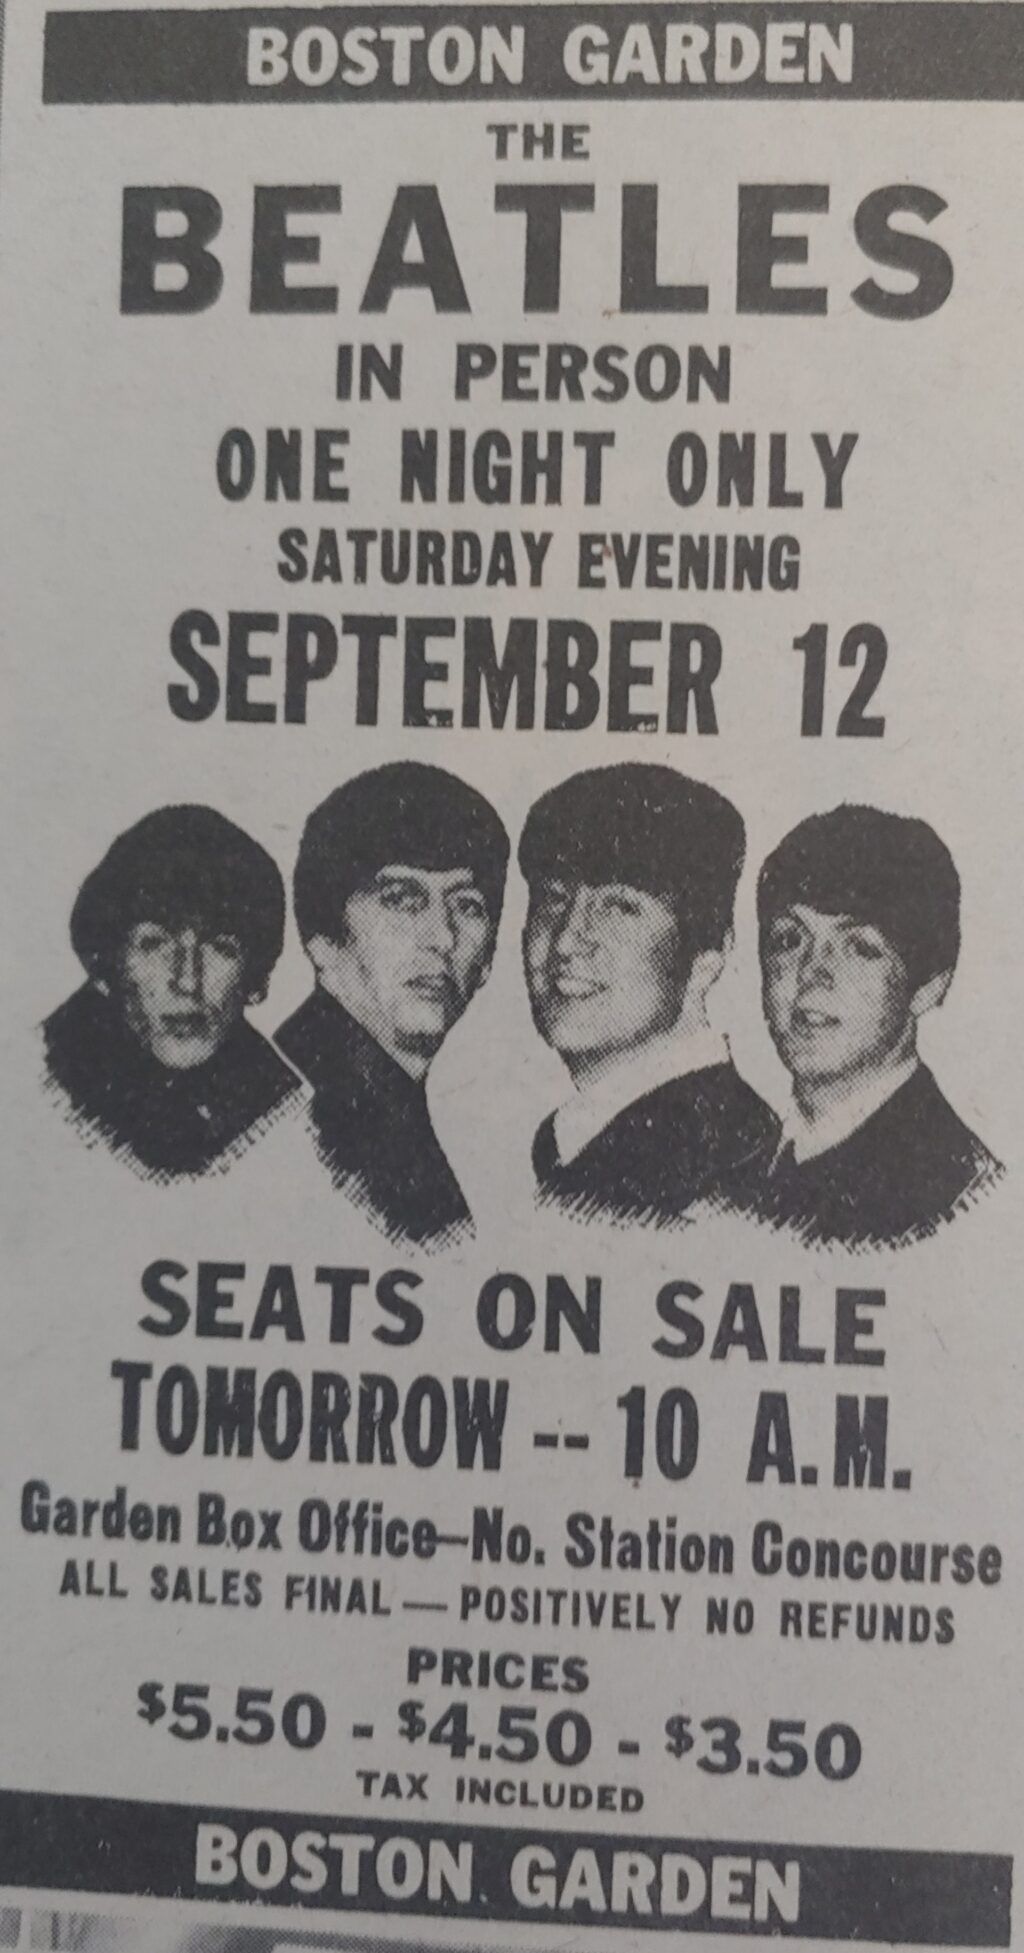 BOSTON GARDEN
THE
BEATLES
IN PERSON
ONE NIGHT ONLY
SATURDAY EVENING
SEPTEMBER 12
SEATS ON SALE
TOMORROW -- 10 A.M.
Garden Box Office—No. Station Concourse
ALL SALES FINAL — POSITIVELY NO REFUNDS
PRICES
$5.50 - $4.50 - $3.50
TAX INCLUDED
BOSTON GARDEN